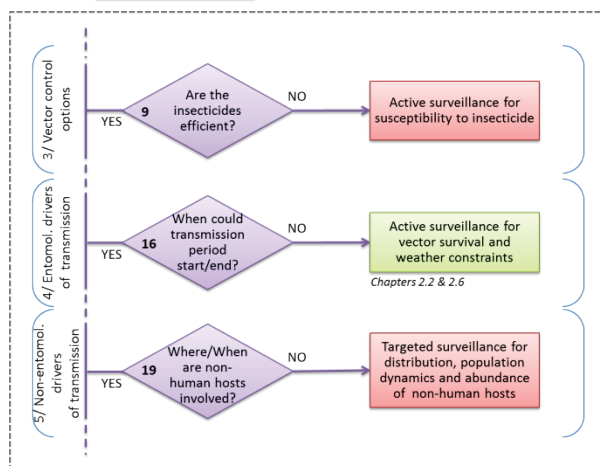 3/ Vector control
options
YES
9
Are the
insecticides
efficient?
NO
Active surveillance for
susceptibility to insecticide
4/ Entomol. drivers
of transmission
YES
16
When could
transmission
period
start/end?
NO
Active surveillance for
vector survival and
weather constraints
Chapters 2.2 & 2.6
5/ Non-entomol.
drivers
of transmission
YES
19
Where/When
are non-
human hosts
involved?
NO
Targeted surveillance for
distribution, population
dynamics and abundance
of non-human hosts